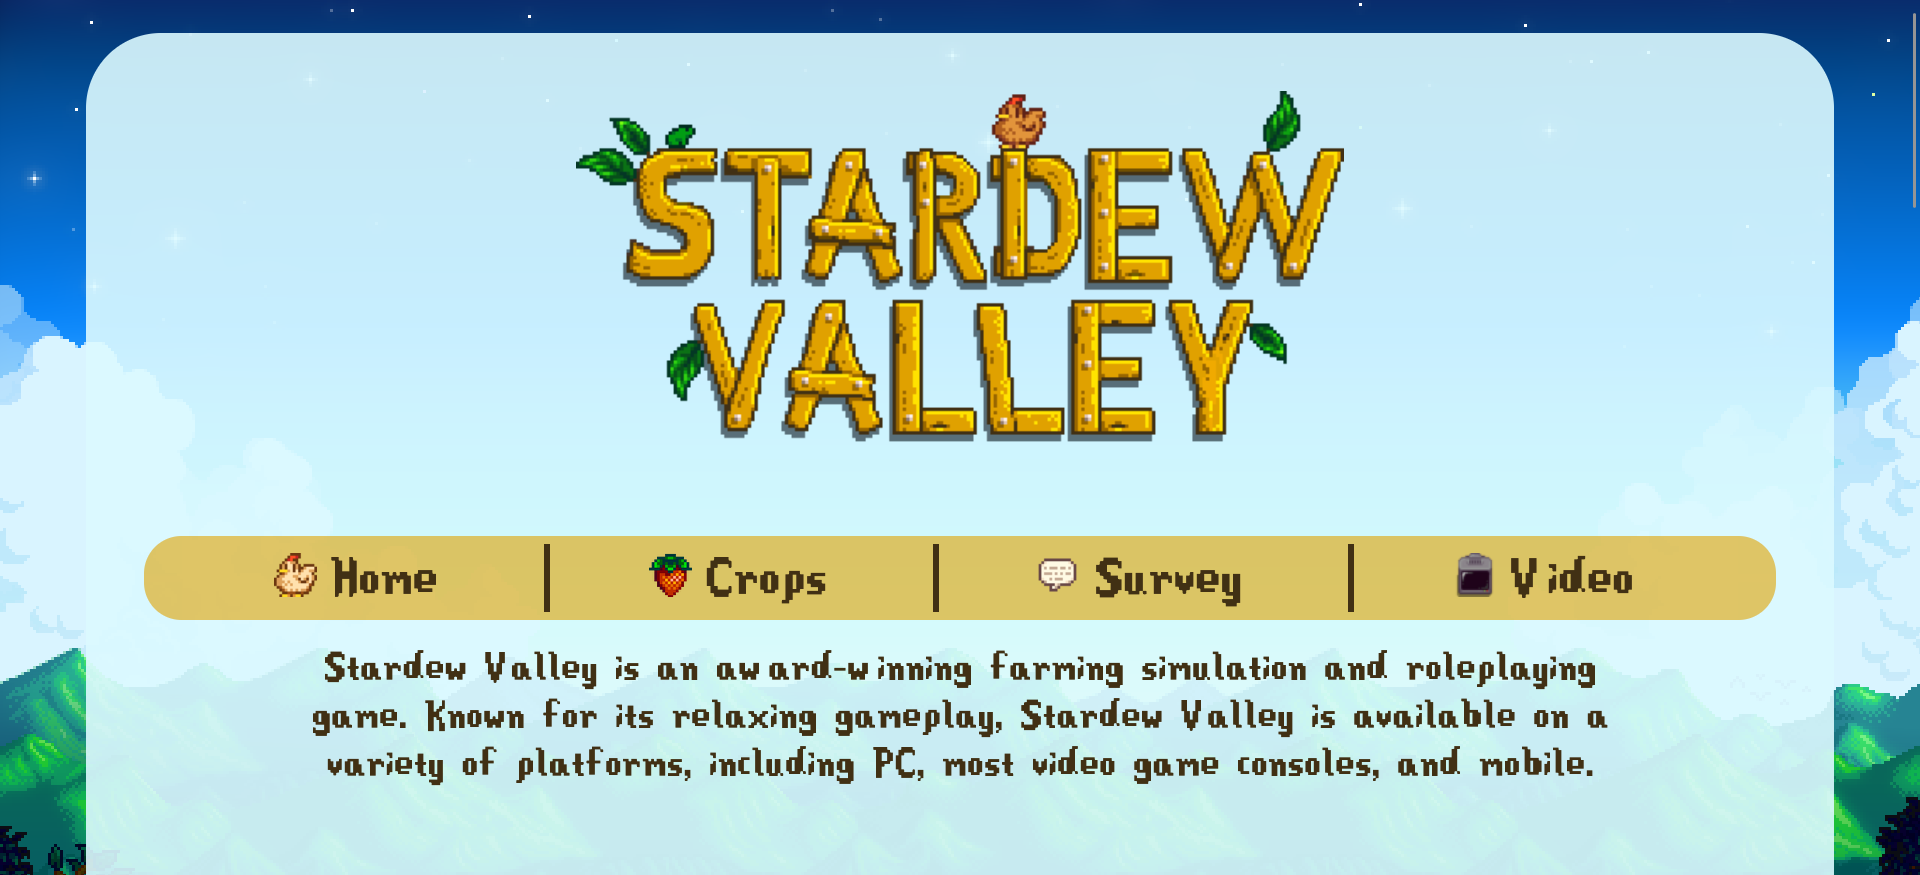 STARDEW
VALLEY
Home
Crops
Survey
Video
Stardew Valley is an award-winning farming simulation and roleplaying
game. Known for its relaxing gameplay, Stardew Valley is available on a
variety of platforms, including PC, most video game consoles, and mobile.